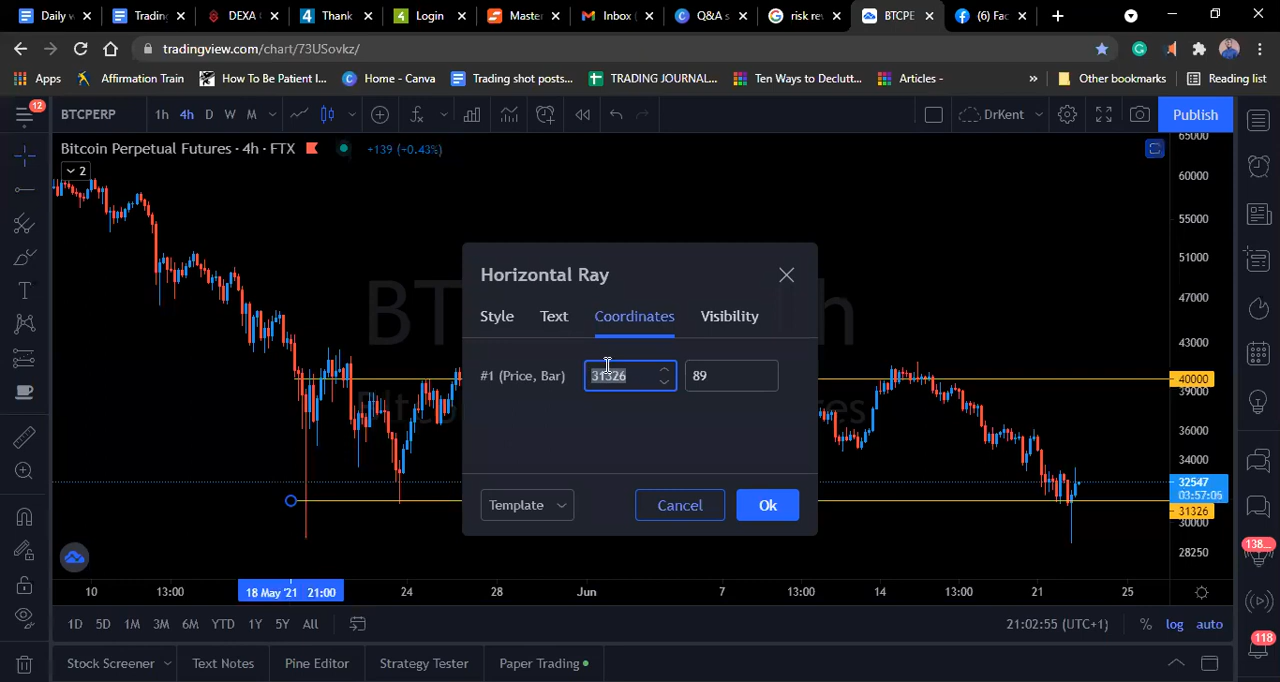 Daily w
Trading
DEXA C
Thank
Login
Master
Inbox (
Q&A s
risk re
BTCPE
(6) Fac
tradingview.com/chart/73USovkz/
Apps
Affirmation Train
How To Be Patient I...
Home - Canva
Trading shot posts...
TRADING JOURNAL...
Ten Ways to Declutt...
Articles -
»
Other bookmarks
Reading list
12
BTCPERP
1h 4h D W M
DrKent
Publish
Bitcoin Perpetual Futures · 4h · FTX
+139 (+0.43%)
2
65000
60000
55000
51000
47000
43000
40000
39000
36000
34000
32547
03:57:06
31326
30000
28250
Horizontal Ray
Style
Text
Coordinates
Visibility
#1 (Price, Bar)
31326
89
Template
Cancel
Ok
10
13:00
18 May '21 21:00
24
28
Jun
7
13:00
14
13:00
21
25
1D 5D 1M 3M 6M YTD 1Y 5Y All
21:02:55 (UTC+1)
%
log
auto
Stock Screener
Text Notes
Pine Editor
Strategy Tester
Paper Trading
138...
118